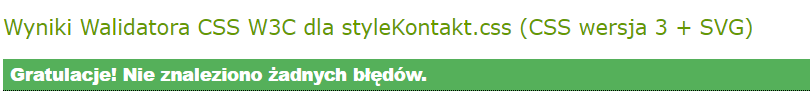 Wyniki Walidatora CSS W3C dla styleKontakt.css (CSS wersja 3 + SVG)
Gratulacje! Nie znaleziono żadnych błędów.